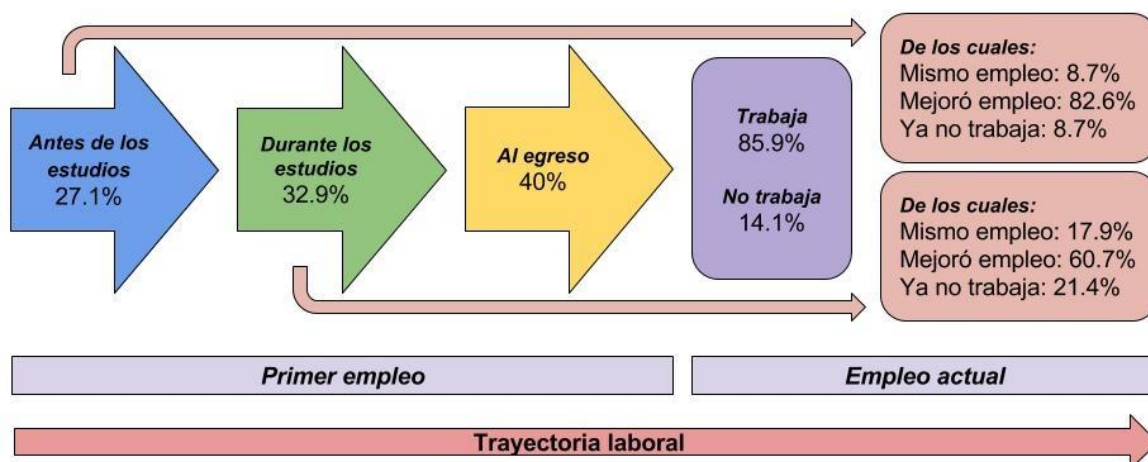 Antes de los
estudios
27.1%
Durante los
estudios
32.9%
Al egreso
40%
Trabaja
85.9%
No trabaja
14.1%
De los cuales:
Mismo empleo: 8.7%
Mejoró empleo: 82.6%
Ya no trabaja: 8.7%
De los cuales:
Mismo empleo: 17.9%
Mejoró empleo: 60.7%
Ya no trabaja: 21.4%
Primer empleo
Empleo actual
Trayectoria laboral